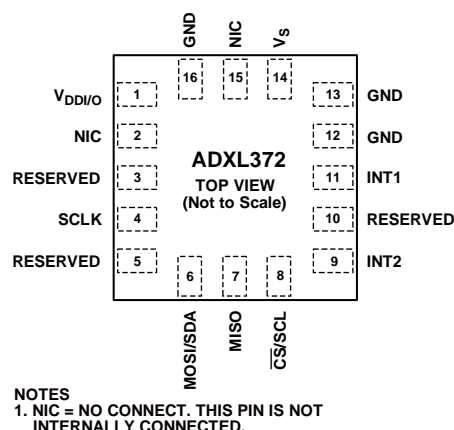 GND
NIC
VS
16
15
14
VDDI/O 1
13 GND
NIC 2
12 GND
RESERVED 3
11 INT1
SCLK 4
10 RESERVED
RESERVED 5
9 INT2
ADXL372
TOP VIEW
(Not to Scale)
6
7
8
MOSI/SDA
MISO
CS/SCL
NOTES
1. NIC = NO CONNECT. THIS PIN IS NOT
INTERNALLY CONNECTED.